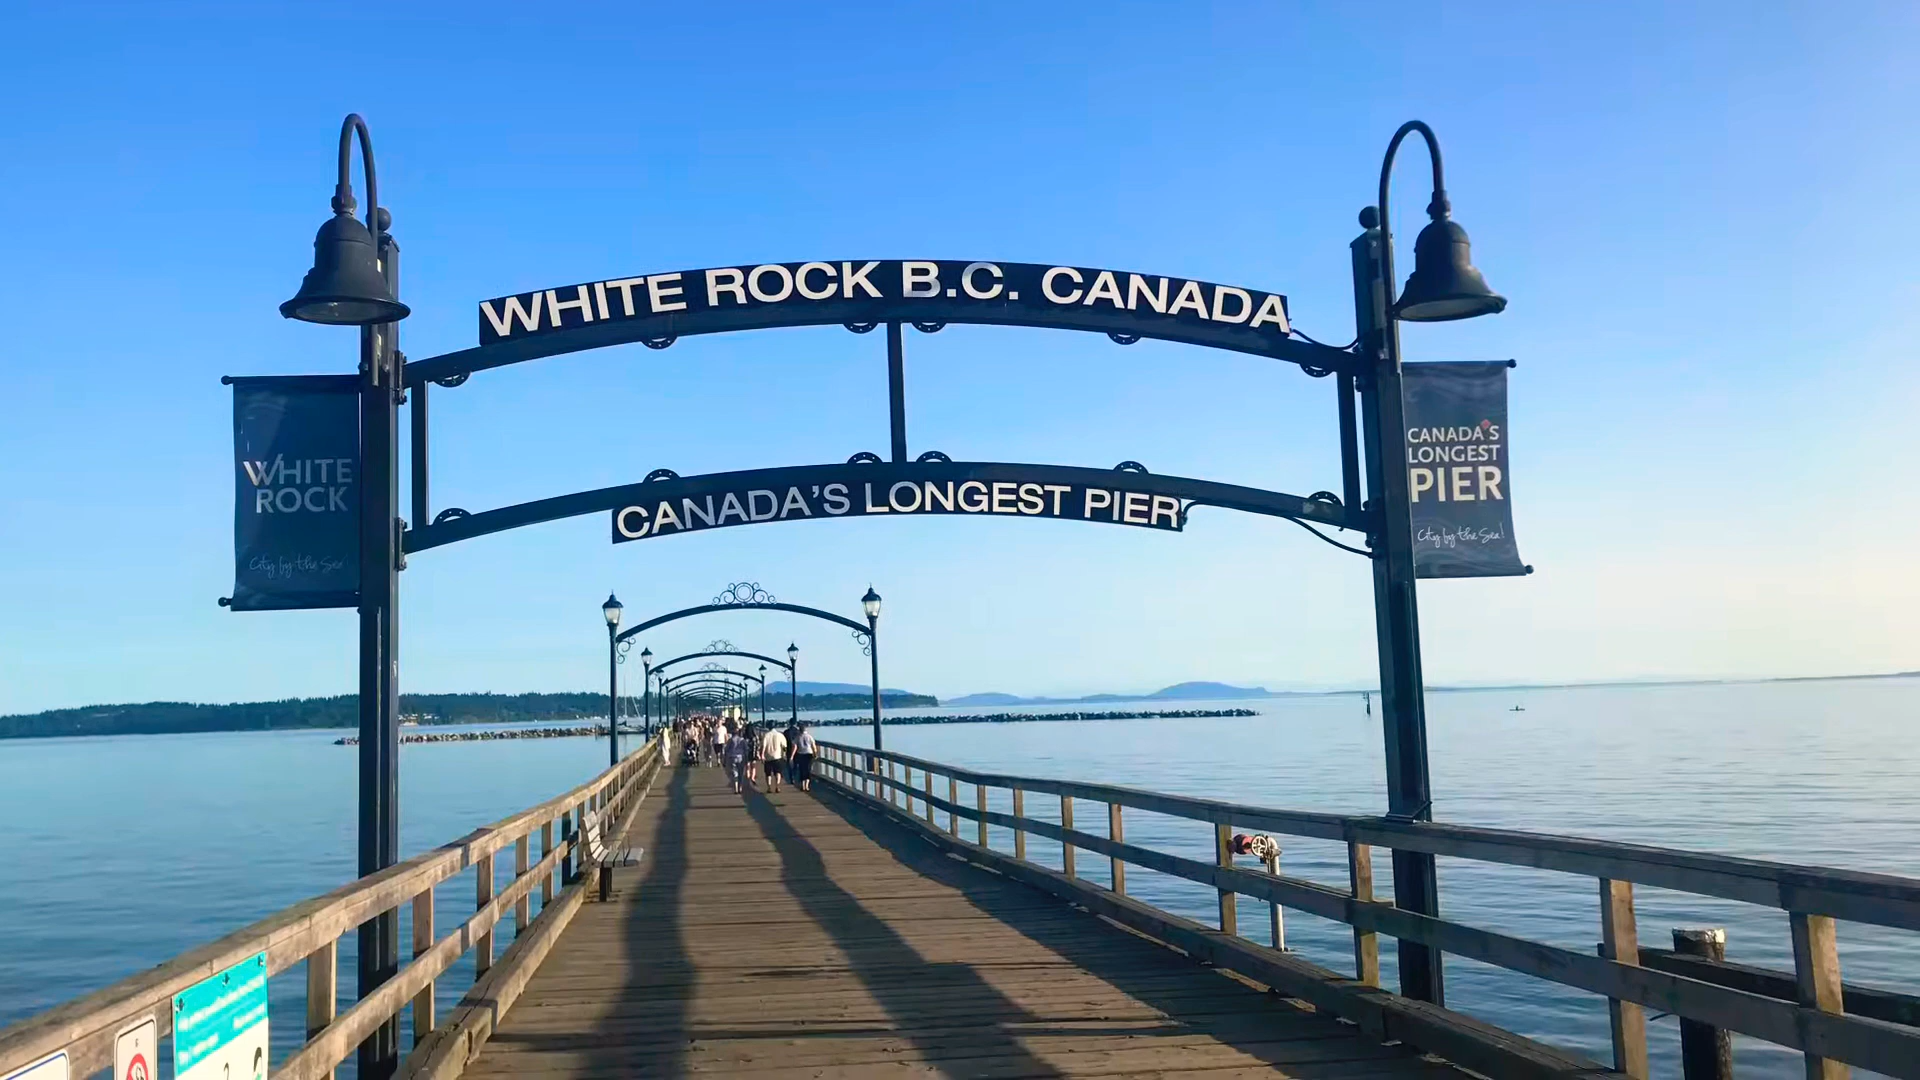 WHITE ROCK B.C. CANADA
CANADA'S LONGEST PIER
WHITE
ROCK
City by the Sea!
CANADA'S
LONGEST
PIER
City by the Sea!